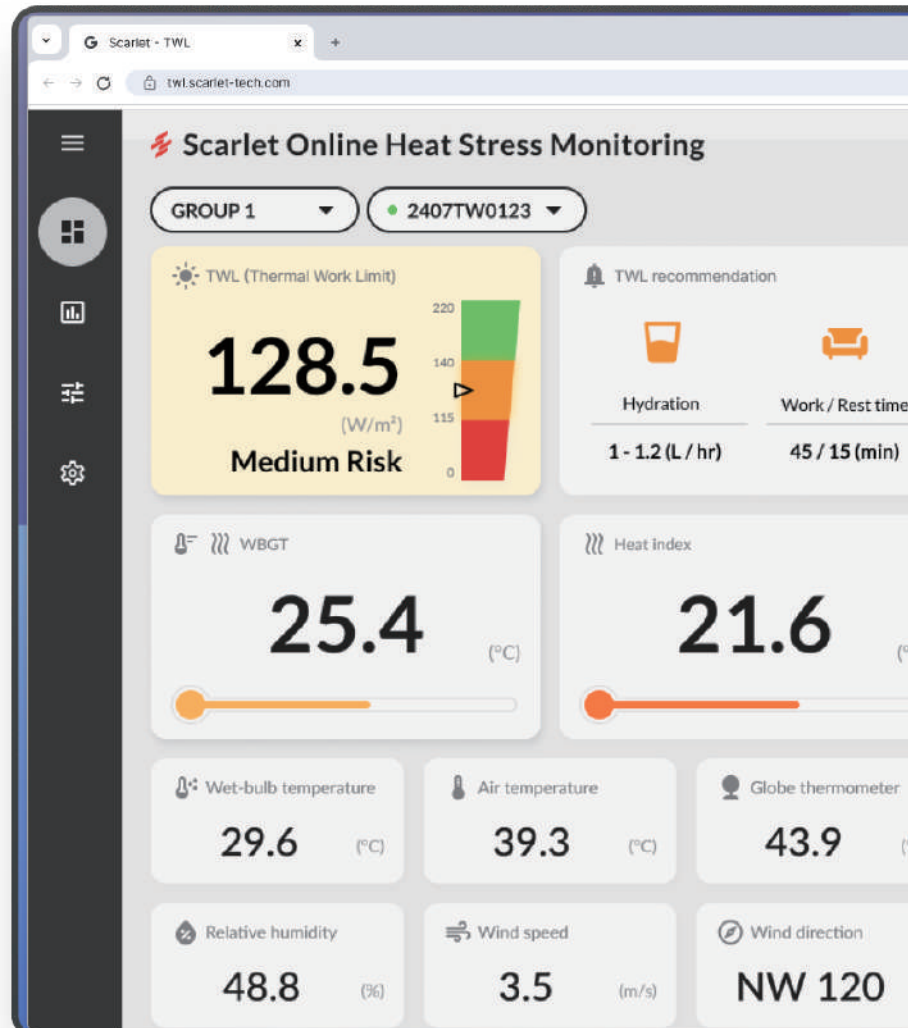 Scarlet - TWL
twl.scarlet-tech.com
Scarlet Online Heat Stress Monitoring
GROUP 1
2407TW0123
TWL (Thermal Work Limit)
220
140
115
0
128.5
(W/m²)
Medium Risk
TWL recommendation
Hydration
Work / Rest time
1 - 1.2 (L / hr)
45 / 15 (min)
WBGT
25.4 (°C)
Heat index
21.6
Wet-bulb temperature
29.6 (°C)
Air temperature
39.3 (°C)
Globe thermometer
43.9
Relative humidity
48.8 (%)
Wind speed
3.5 (m/s)
Wind direction
NW 120